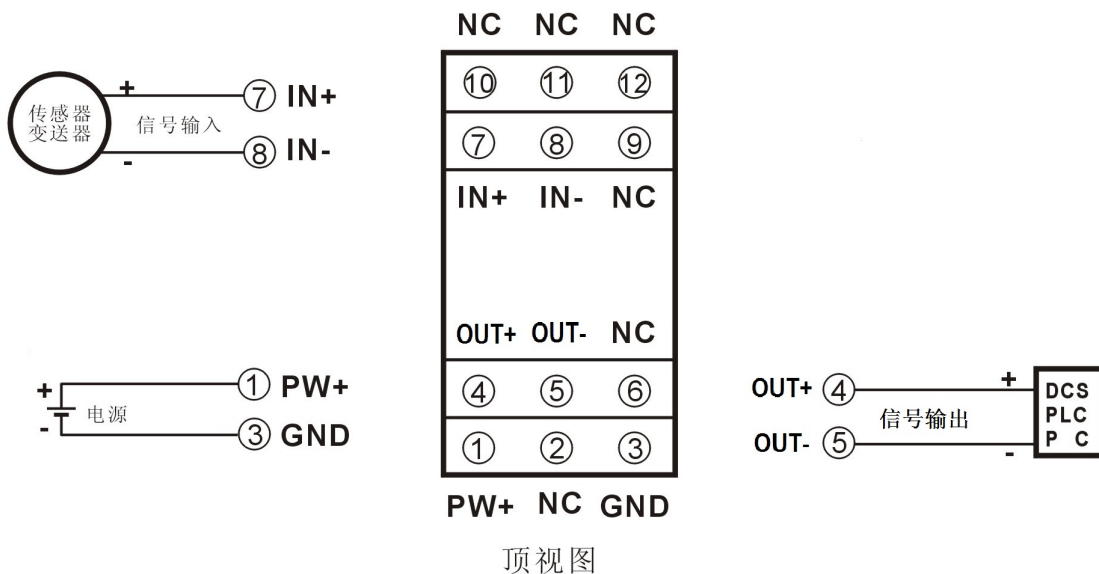 NC NC NC
⑩ ⑪ ⑫
⑦ ⑧ ⑨
IN+ IN- NC
OUT+ OUT- NC
④ ⑤ ⑥
① ② ③
PW+ NC GND
顶视图
传感器
变送器
+
信号输入
-
⑦ IN+
⑧ IN-
+
电源
-
① PW+
③ GND
OUT+ ④
信号输出
OUT- ⑤
+
-
DCS
PLC
P C